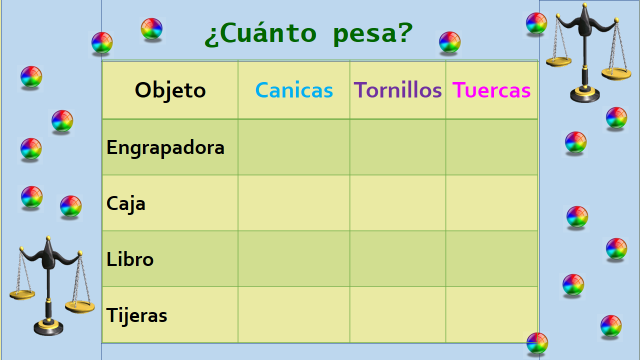 ¿Cuánto pesa?
Objeto Canicas Tornillos Tuercas
Engrapadora
Caja
Libro
Tijeras